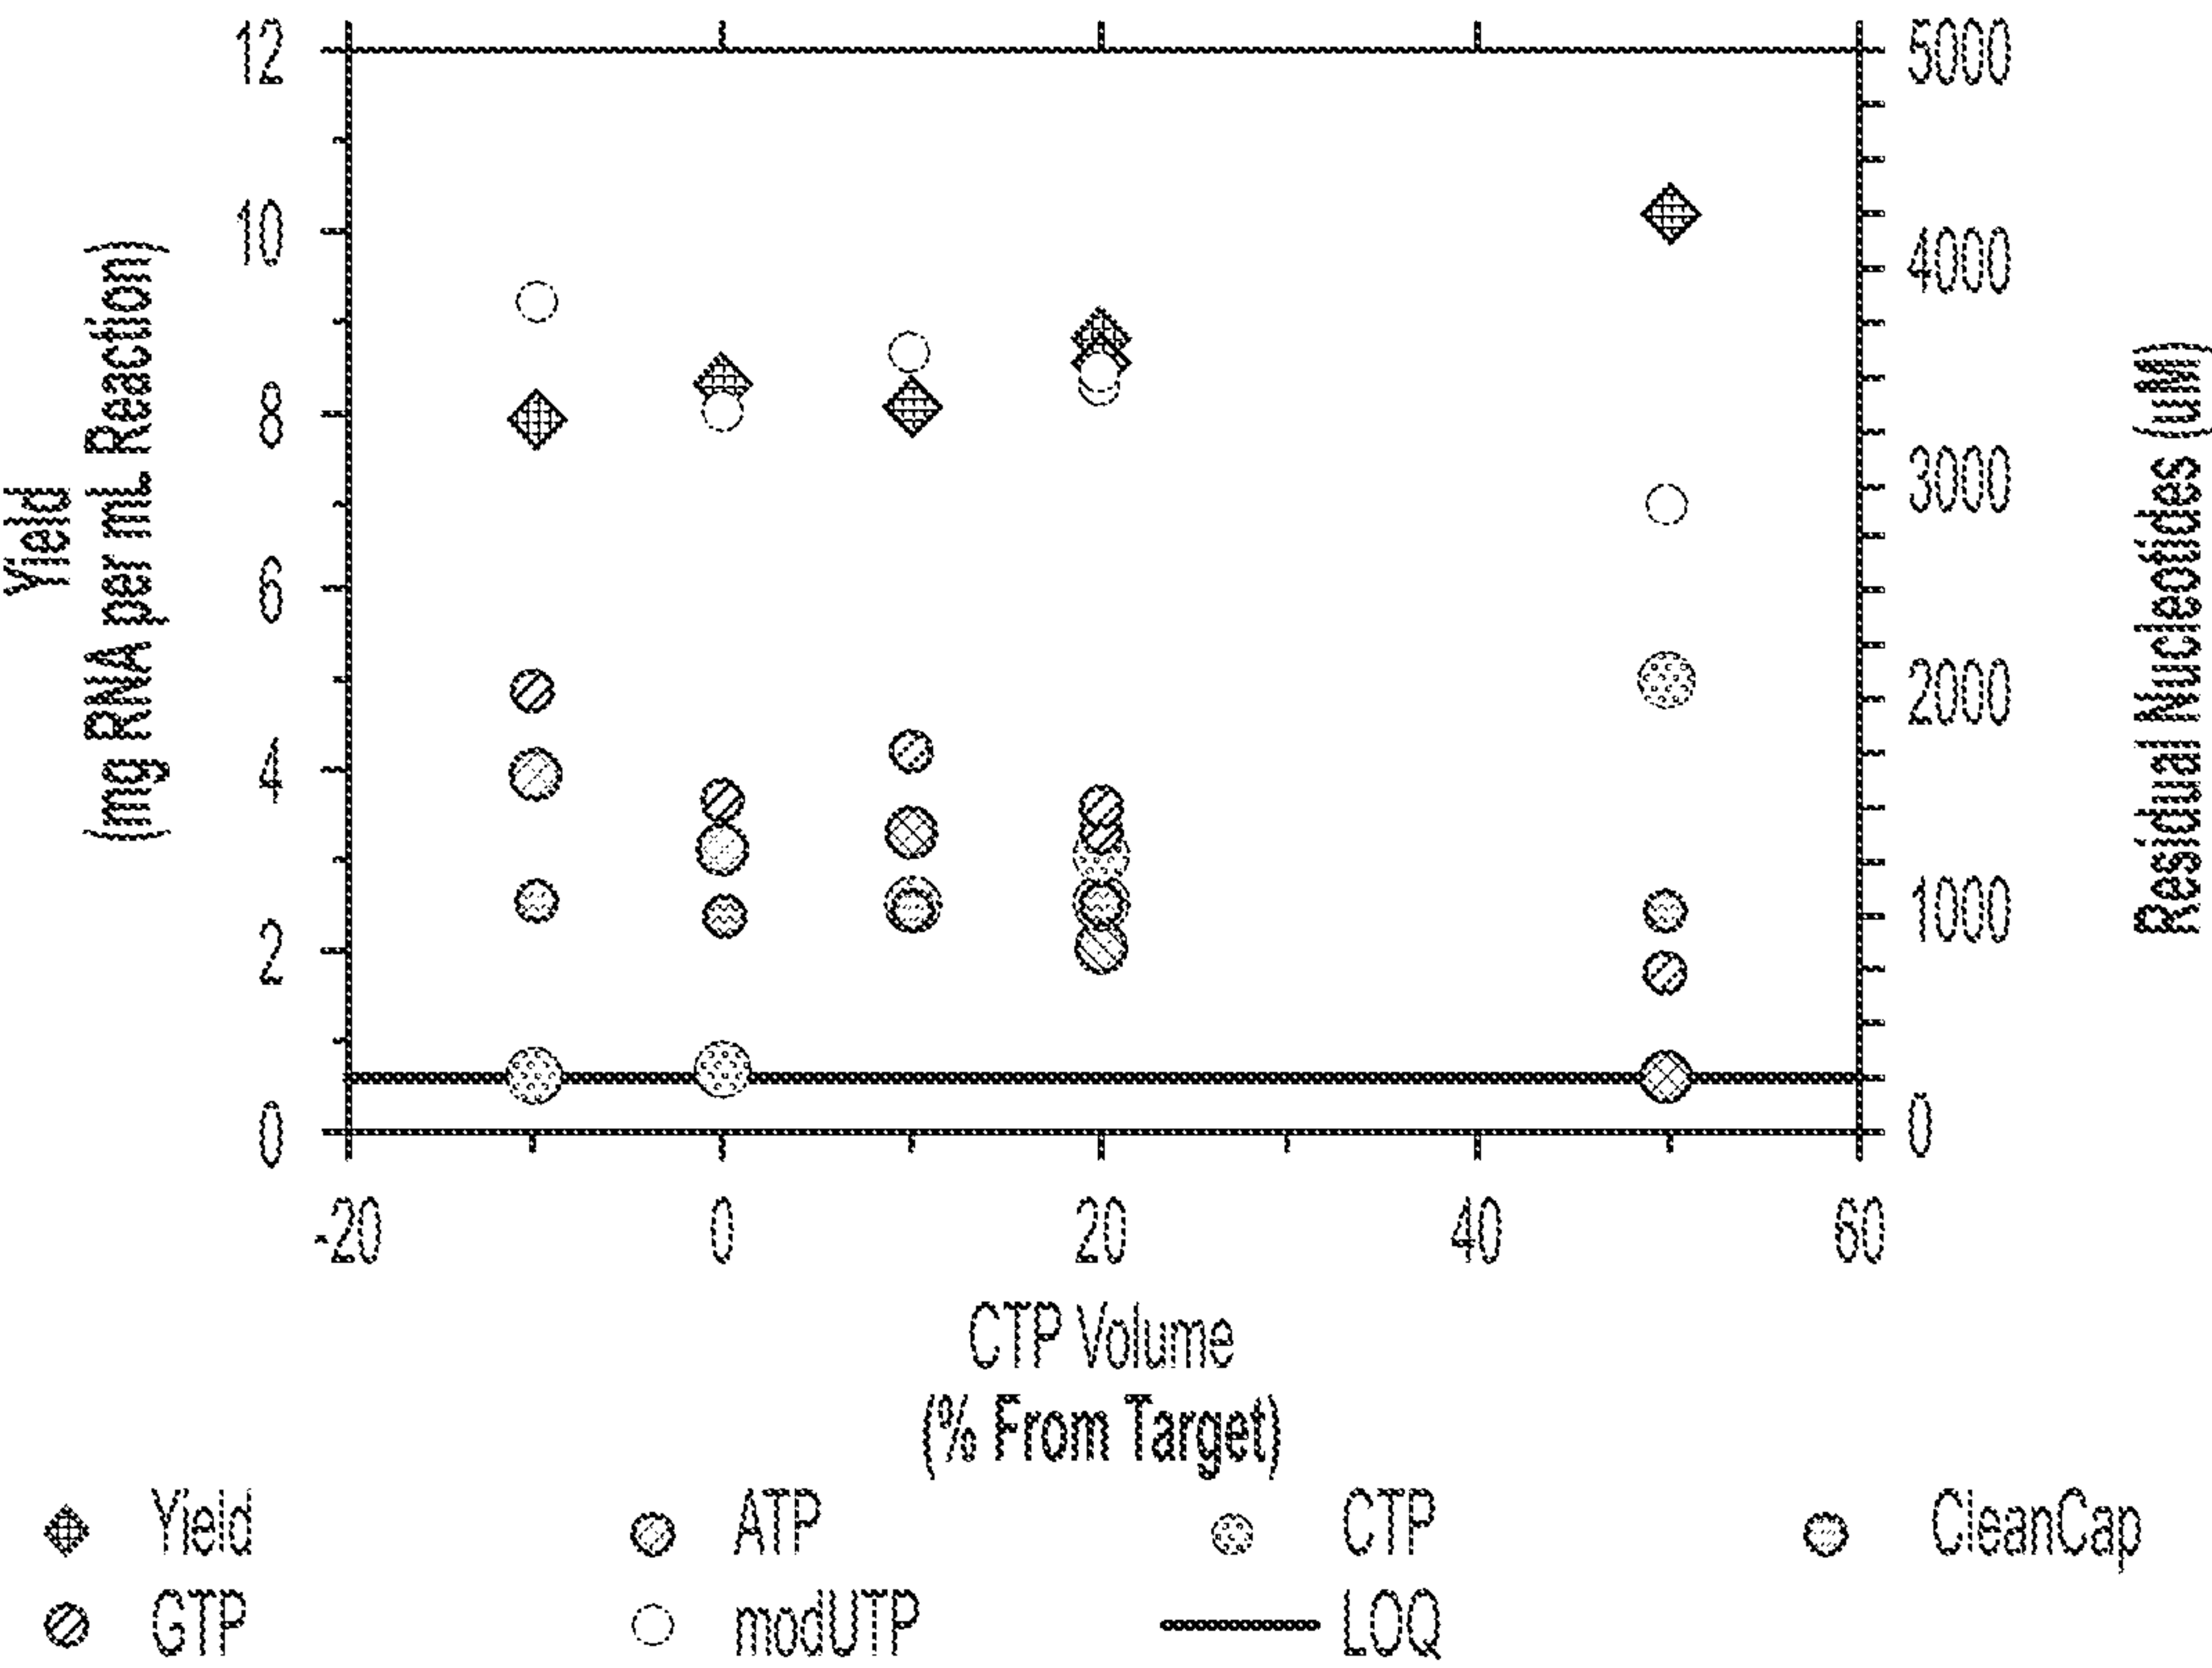 Yield
(mg RNA per mL Reaction)
12
10
8
6
4
2
0
5000
4000
3000
2000
1000
0
Residual Nucleotides (uM)
-20 0 20 40 60
CTP Volume
(% From Target)
Yield ATP CTP CleanCap
GTP modUTP LOQ